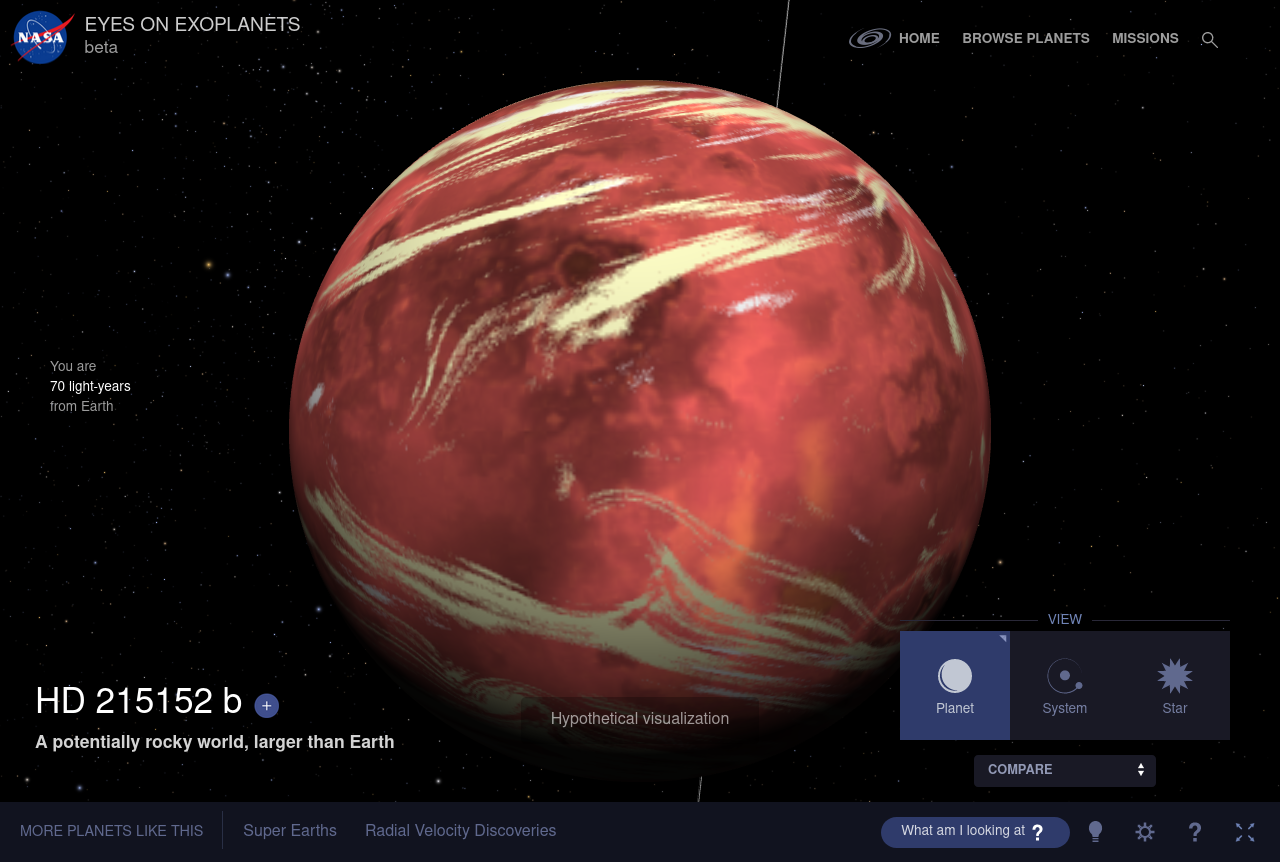 NASA
EYES ON EXOPLANETS
beta
HOME
BROWSE PLANETS
MISSIONS
You are
70 light-years
from Earth
HD 215152 b +
A potentially rocky world, larger than Earth
Hypothetical visualization
VIEW
Planet
System
Star
COMPARE
MORE PLANETS LIKE THIS
Super Earths
Radial Velocity Discoveries
What am I looking at ?
?